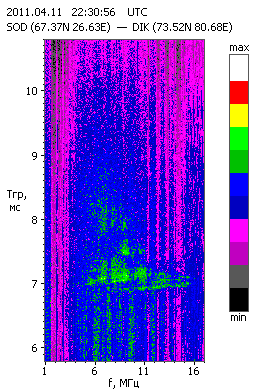 2011.04.11 22:30:56 UTC
SOD (67.37N 26.63E) — DIK (73.52N 80.68E)
max
10
9
Тгр,
мс
8
7
6
min
1 6 11 16
f, МГц